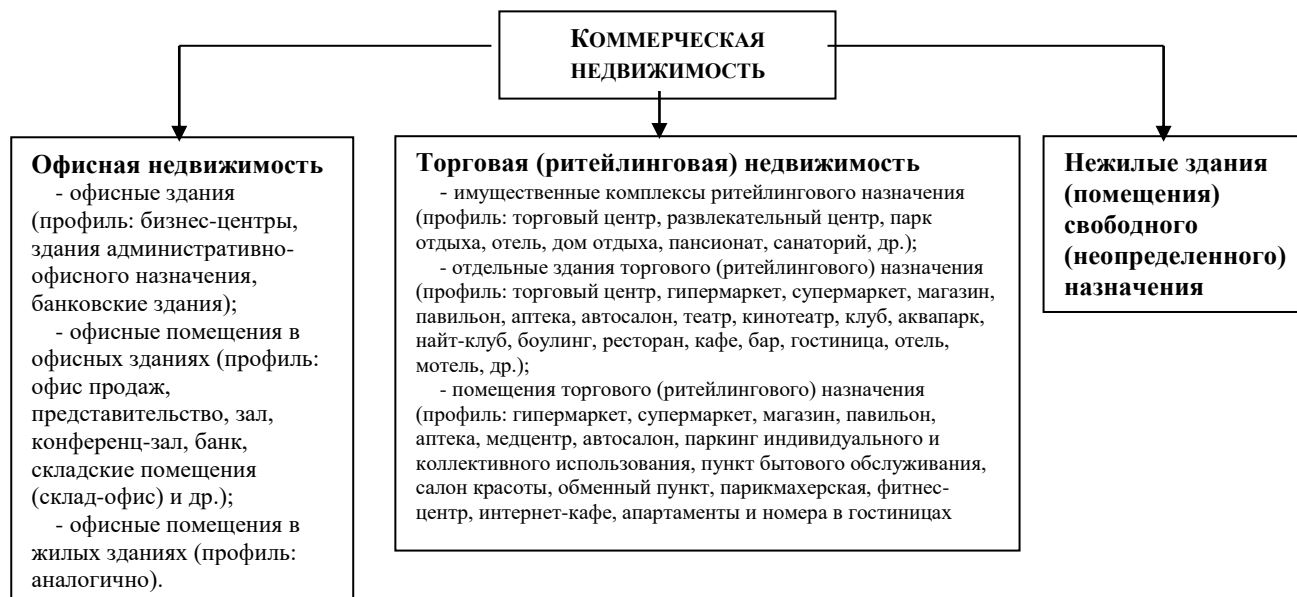 КОММЕРЧЕСКАЯ
НЕДВИЖИМОСТЬ
Офисная недвижимость
- офисные здания
(профиль: бизнес-центры,
здания административно-
офисного назначения,
банковские здания);
- офисные помещения в
офисных зданиях (профиль:
офис продаж,
представительство, зал,
конференц-зал, банк,
складские помещения
(склад-офис) и др.);
- офисные помещения в
жилых зданиях (профиль:
аналогично).
Торговая (ритейлинговая) недвижимость
- имущественные комплексы ритейлингового назначения
(профиль: торговый центр, развлекательный центр, парк
отдыха, отель, дом отдыха, пансионат, санаторий, др.);
- отдельные здания торгового (ритейлингового) назначения
(профиль: торговый центр, гипермаркет, супермаркет, магазин,
павильон, аптека, автосалон, театр, кинотеатр, клуб, аквапарк,
найт-клуб, боулинг, ресторан, кафе, бар, гостиница, отель,
мотель, др.);
- помещения торгового (ритейлингового) назначения
(профиль: гипермаркет, супермаркет, магазин, павильон,
аптека, медцентр, автосалон, паркинг индивидуального и
коллективного использования, пункт бытового обслуживания,
салон красоты, обменный пункт, парикмахерская, фитнес-
центр, интернет-кафе, апартаменты и номера в гостиницах
Нежилые здания
(помещения)
свободного
(неопределенного)
назначения